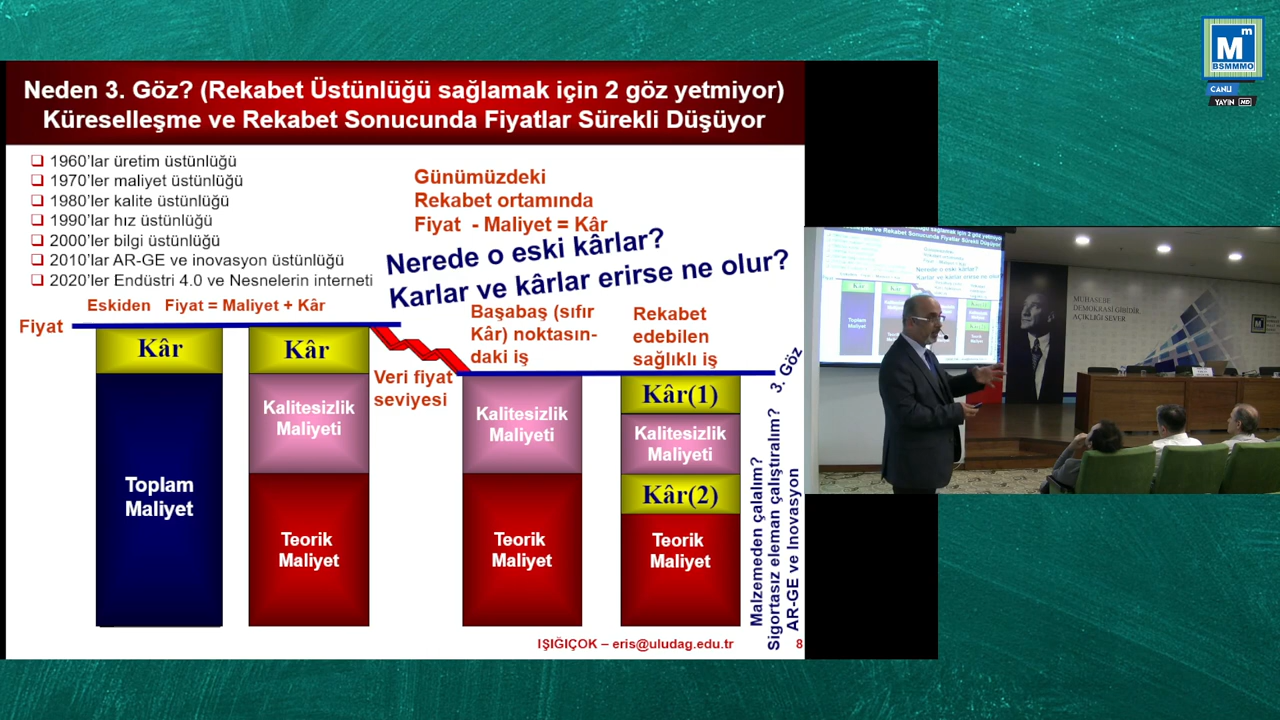 Mm
BSMMMO
CANLI
YAYIN HD
Neden 3. Göz? (Rekabet Üstünlüğü sağlamak için 2 göz yetmiyor)
Küreselleşme ve Rekabet Sonucunda Fiyatlar Sürekli Düşüyor
1960'lar üretim üstünlüğü
1970'ler maliyet üstünlüğü
1980'ler kalite üstünlüğü
1990'lar hız üstünlüğü
2000'ler bilgi üstünlüğü
2010'lar AR-GE ve inovasyon üstünlüğü
2020'ler Endüstri 4.0 ve Nesnelerin interneti
Günümüzdeki
Rekabet ortamında
Fiyat - Maliyet = Kâr
Nerede o eski kârlar?
Karlar ve kârlar erirse ne olur?
Eskiden Fiyat = Maliyet + Kâr
Fiyat
Kâr
Toplam
Maliyet
Kâr
Kalitesizlik
Maliyeti
Teorik
Maliyet
Veri fiyat
seviyesi
Başabaş (sıfır
Kâr) noktasın-
daki iş
Kalitesizlik
Maliyeti
Teorik
Maliyet
Rekabet
edebilen
sağlıklı iş
Kâr(1)
Kalitesizlik
Maliyeti
Kâr(2)
Teorik
Maliyet
3. Göz
Malzemeden çalalım?
Sigortasız eleman çalıştıralım?
AR-GE ve Inovasyon
IŞIĞIÇOK – eris@uludag.edu.tr
8
MUHASEBE
DEMOKRASİ GİBİDİR
AÇIKLIĞI SEVER